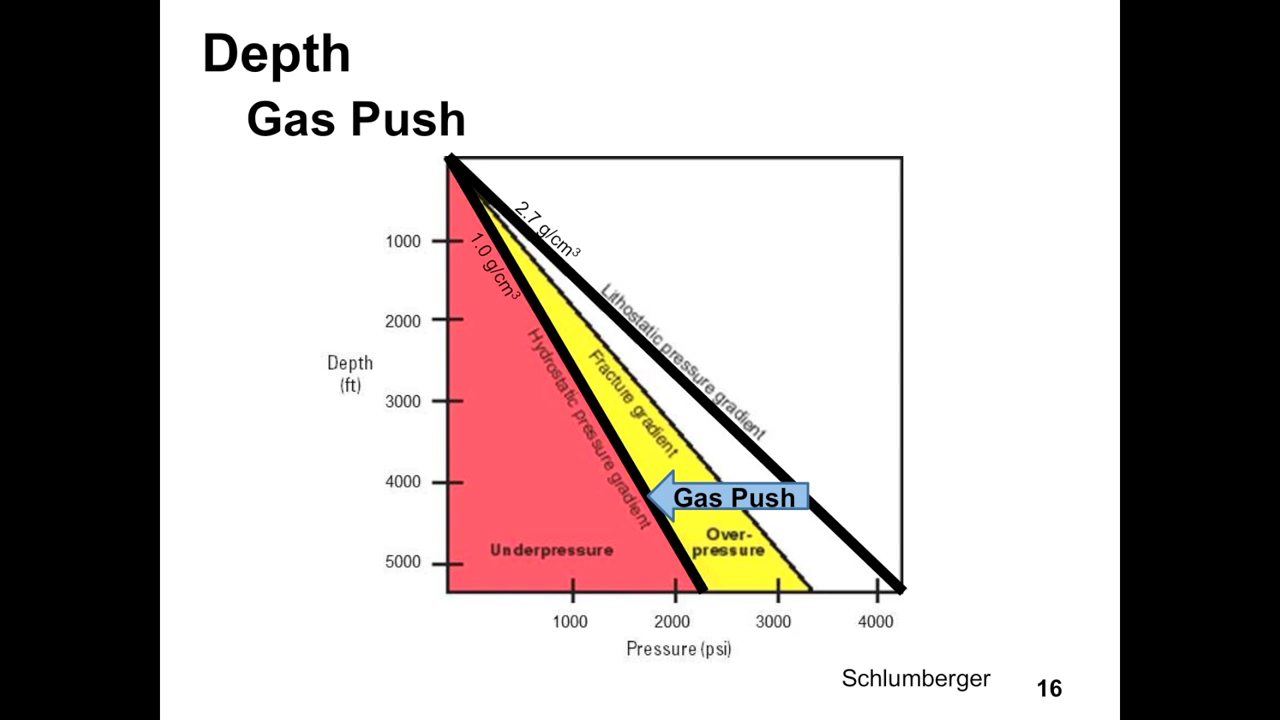 Depth
Gas Push
2.7 g/cm³
1.0 g/cm³
1000
2000
3000
4000
5000
Depth
(ft)
Lithostatic pressure gradient
Fracture gradient
Hydrostatic pressure gradient
Gas Push
Over-
pressure
Underpressure
1000
2000
3000
4000
Pressure (psi)
Schlumberger
16